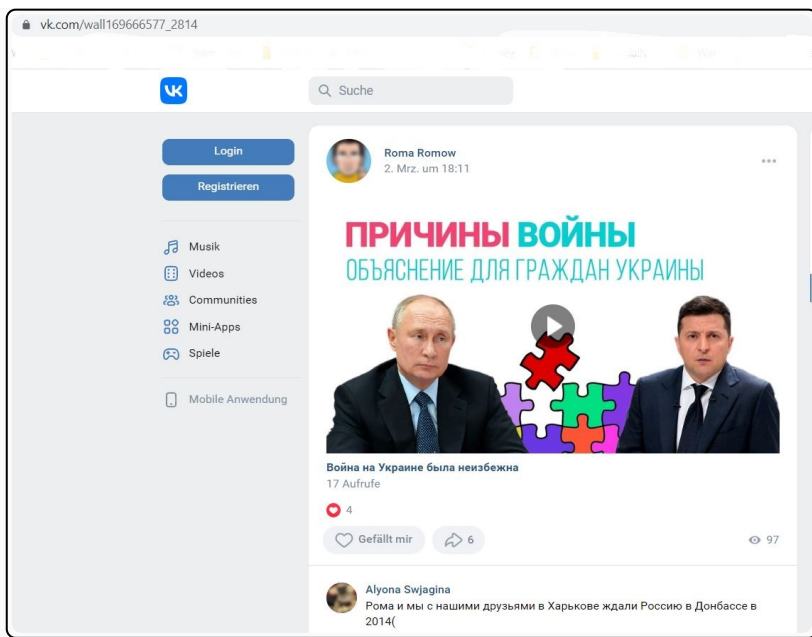 vk.com/wall169666577_2814
Suche
Login
Registrieren
Musik
Videos
Communities
Mini-Apps
Spiele
Mobile Anwendung
Roma Romow
2. Mrz. um 18:11
ПРИЧИНЫ ВОЙНЫ
ОБЪЯСНЕНИЕ ДЛЯ ГРАЖДАН УКРАИНЫ
Война на Украине была неизбежна
17 Aufrufe
4
Gefällt mir
6
97
Alyona Swjagina
Рома и мы с нашими друзьями в Харькове ждали Россию в Донбассе в
2014(